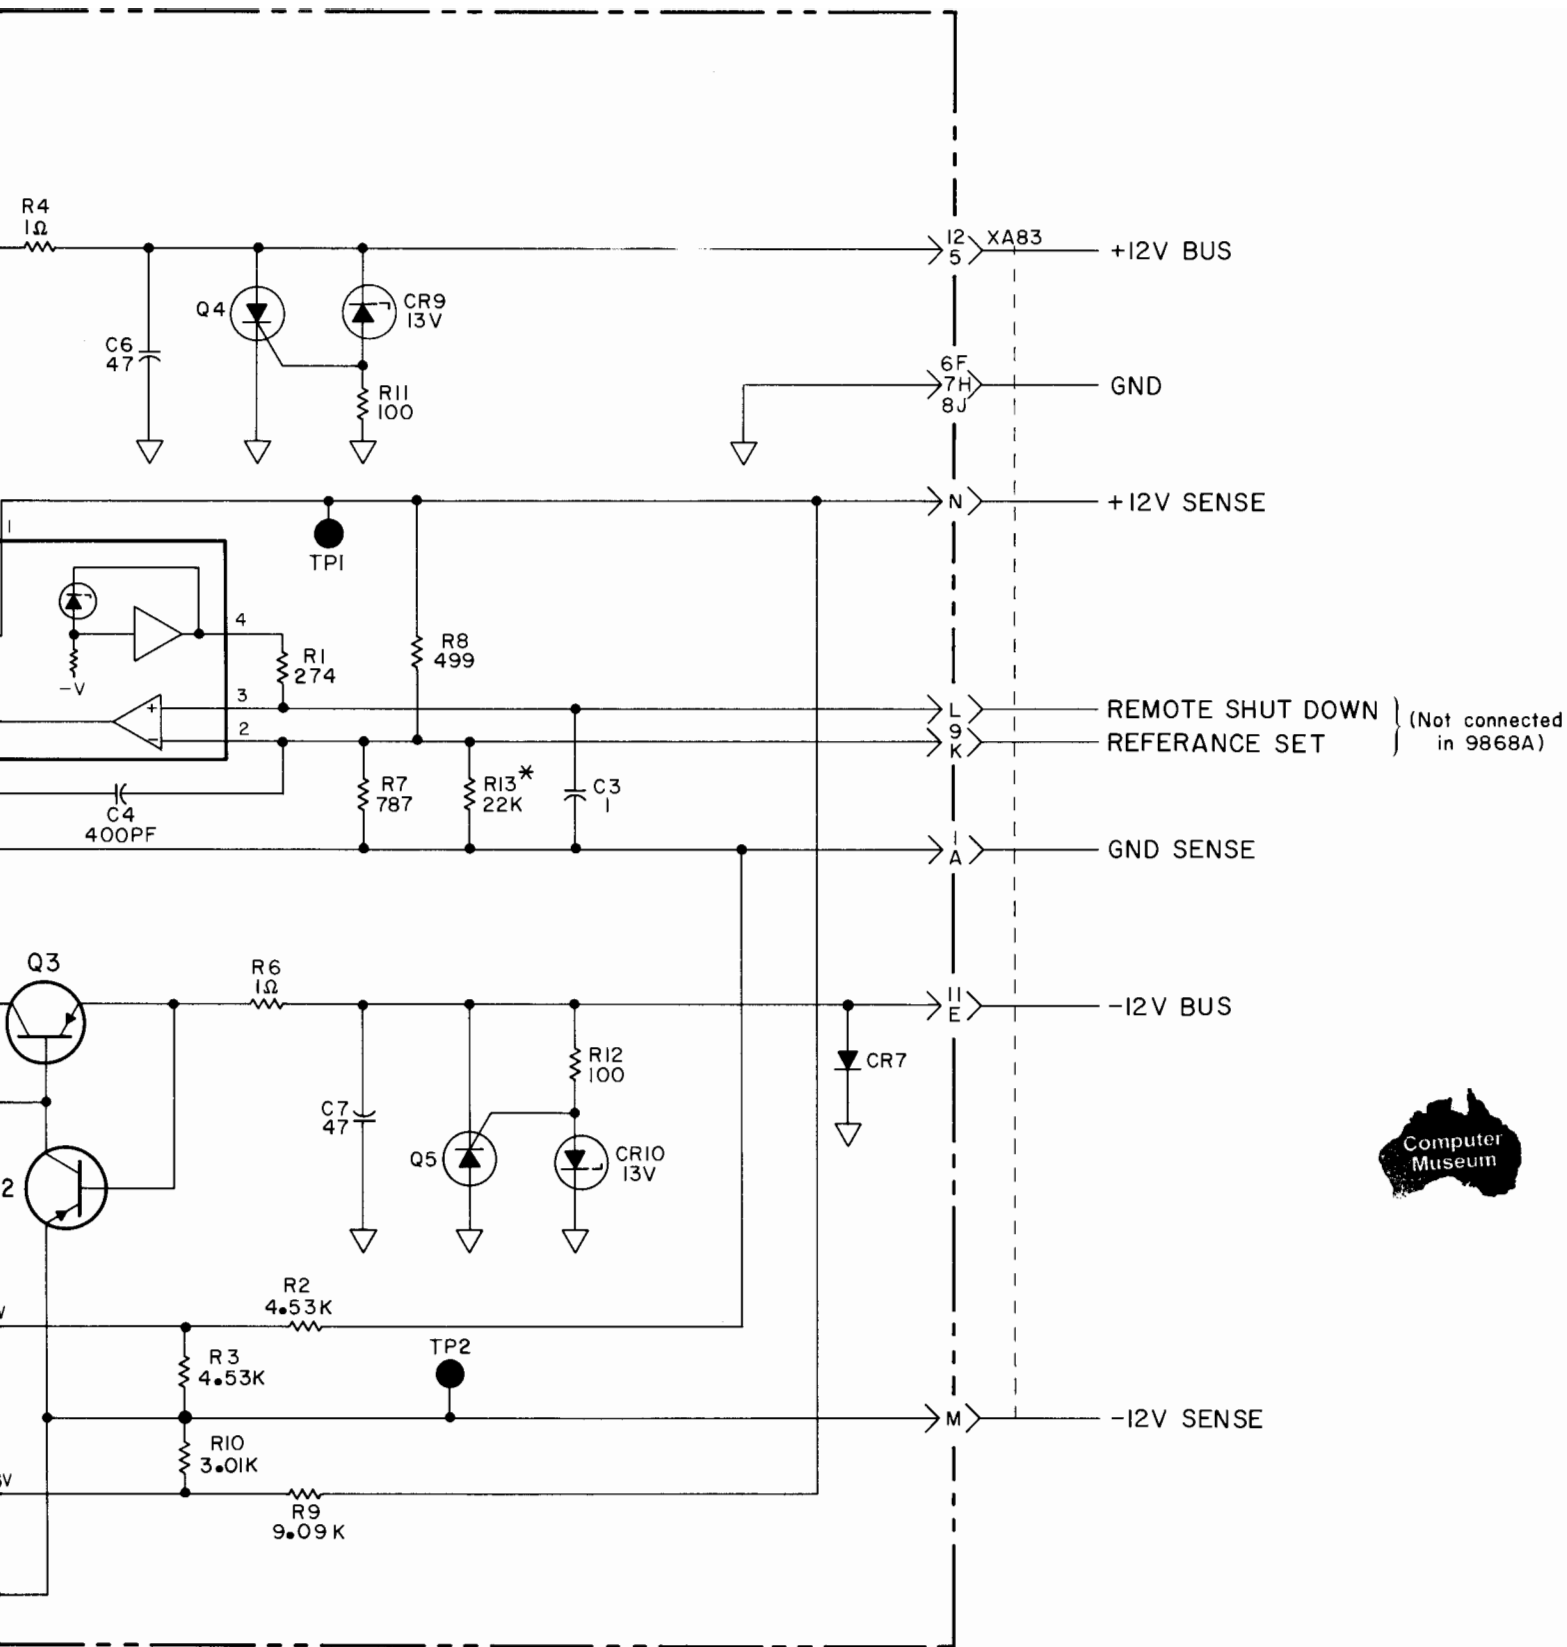 R4
1Ω
12
5
XA83
+12V BUS
Q4
CR9
13V
C6
47
R11
100
6F
7H
8J
GND
N
+12V SENSE
1
TP1
4
R1
274
R8
499
-V
3
+
2
-
L
REMOTE SHUT DOWN
9
K
REFERANCE SET
(Not connected
in 9868A)
R7
787
R13*
22K
C3
1
C4
400PF
1
A
GND SENSE
Q3
R6
1Ω
11
E
-12V BUS
R12
100
CR7
C7
47
Q5
CR10
13V
2
Computer
Museum
R2
4.53K
V
R3
4.53K
TP2
M
-12V SENSE
R10
3.01K
V
R9
9.09K